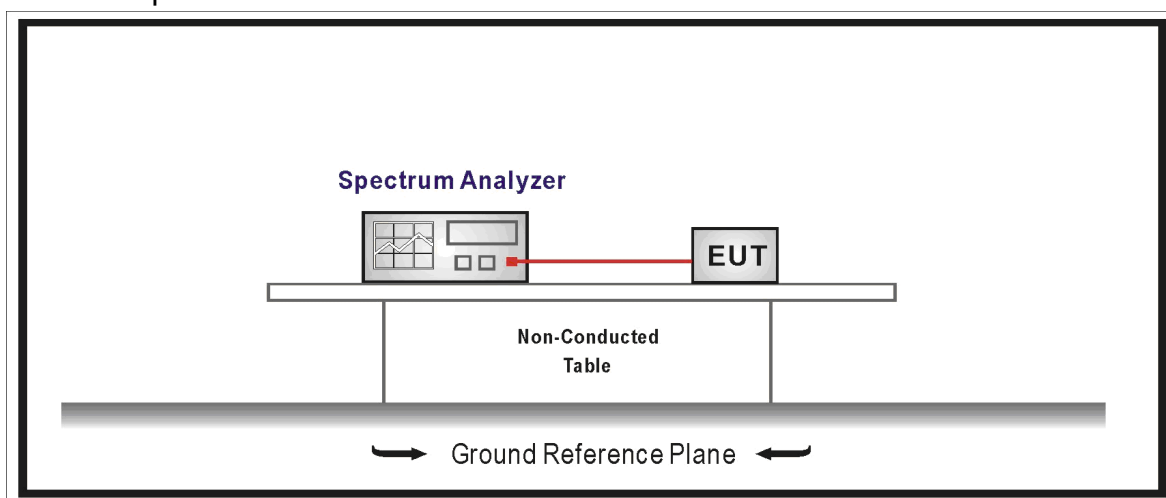 Spectrum Analyzer
EUT
Non-Conducted
Table
Ground Reference Plane